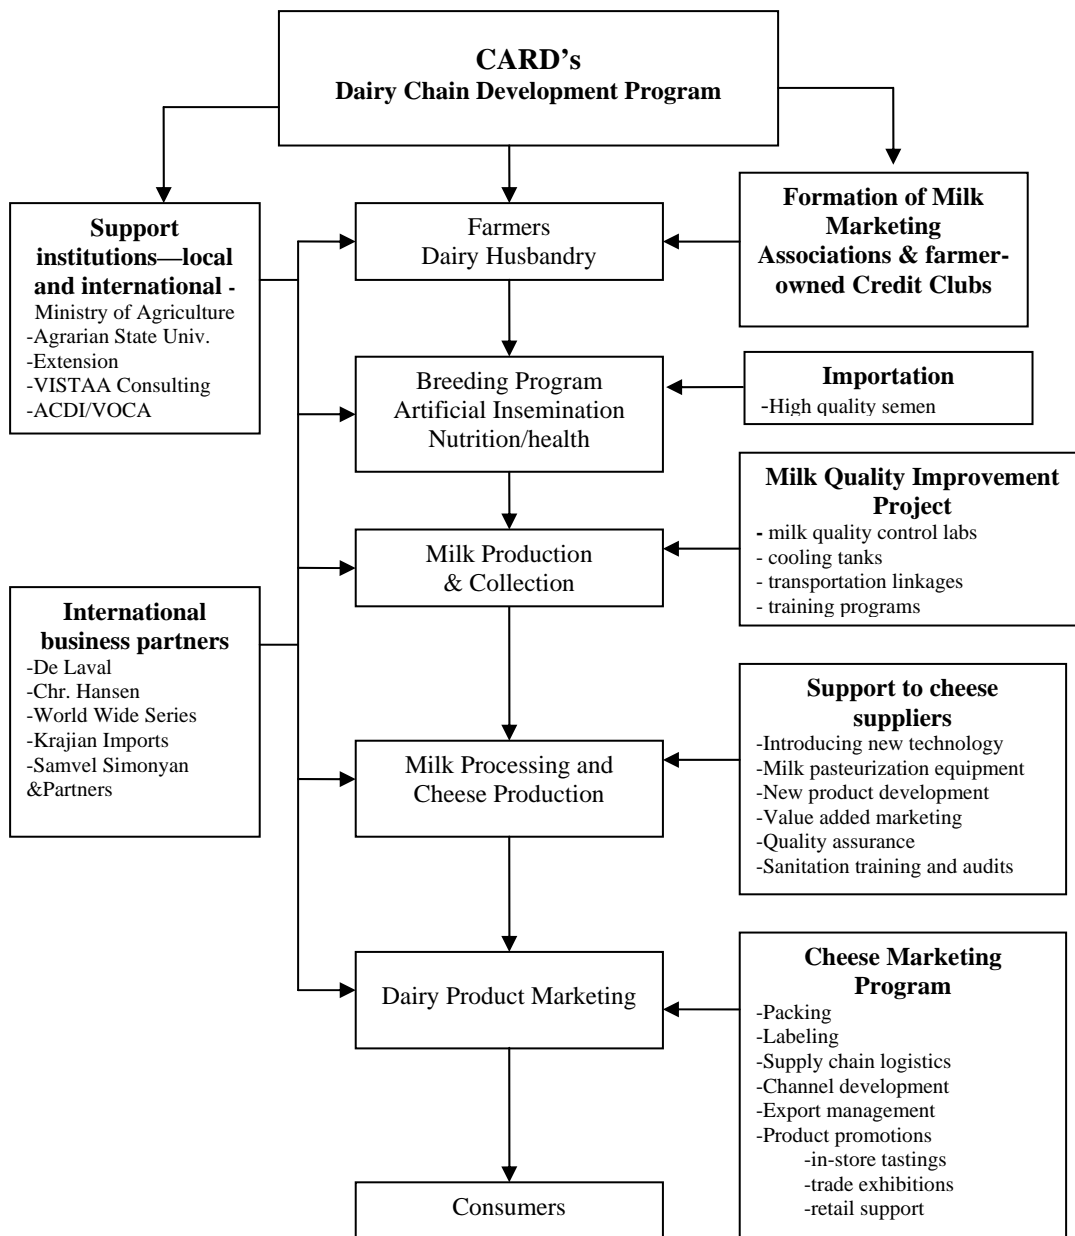 CARD's
Dairy Chain Development Program
Support
institutions—local
and international -
Ministry of Agriculture
-Agrarian State Univ.
-Extension
-VISTAA Consulting
-ACDI/VOCA
Farmers
Dairy Husbandry
Formation of Milk
Marketing
Associations & farmer-
owned Credit Clubs
Breeding Program
Artificial Insemination
Nutrition/health
Importation
-High quality semen
Milk Quality Improvement
Project
- milk quality control labs
- cooling tanks
- transportation linkages
- training programs
Milk Production
& Collection
International
business partners
-De Laval
-Chr. Hansen
-World Wide Series
-Krajian Imports
-Samvel Simonyan
&Partners
Milk Processing and
Cheese Production
Support to cheese
suppliers
-Introducing new technology
-Milk pasteurization equipment
-New product development
-Value added marketing
-Quality assurance
-Sanitation training and audits
Dairy Product Marketing
Cheese Marketing
Program
-Packing
-Labeling
-Supply chain logistics
-Channel development
-Export management
-Product promotions
-in-store tastings
-trade exhibitions
-retail support
Consumers